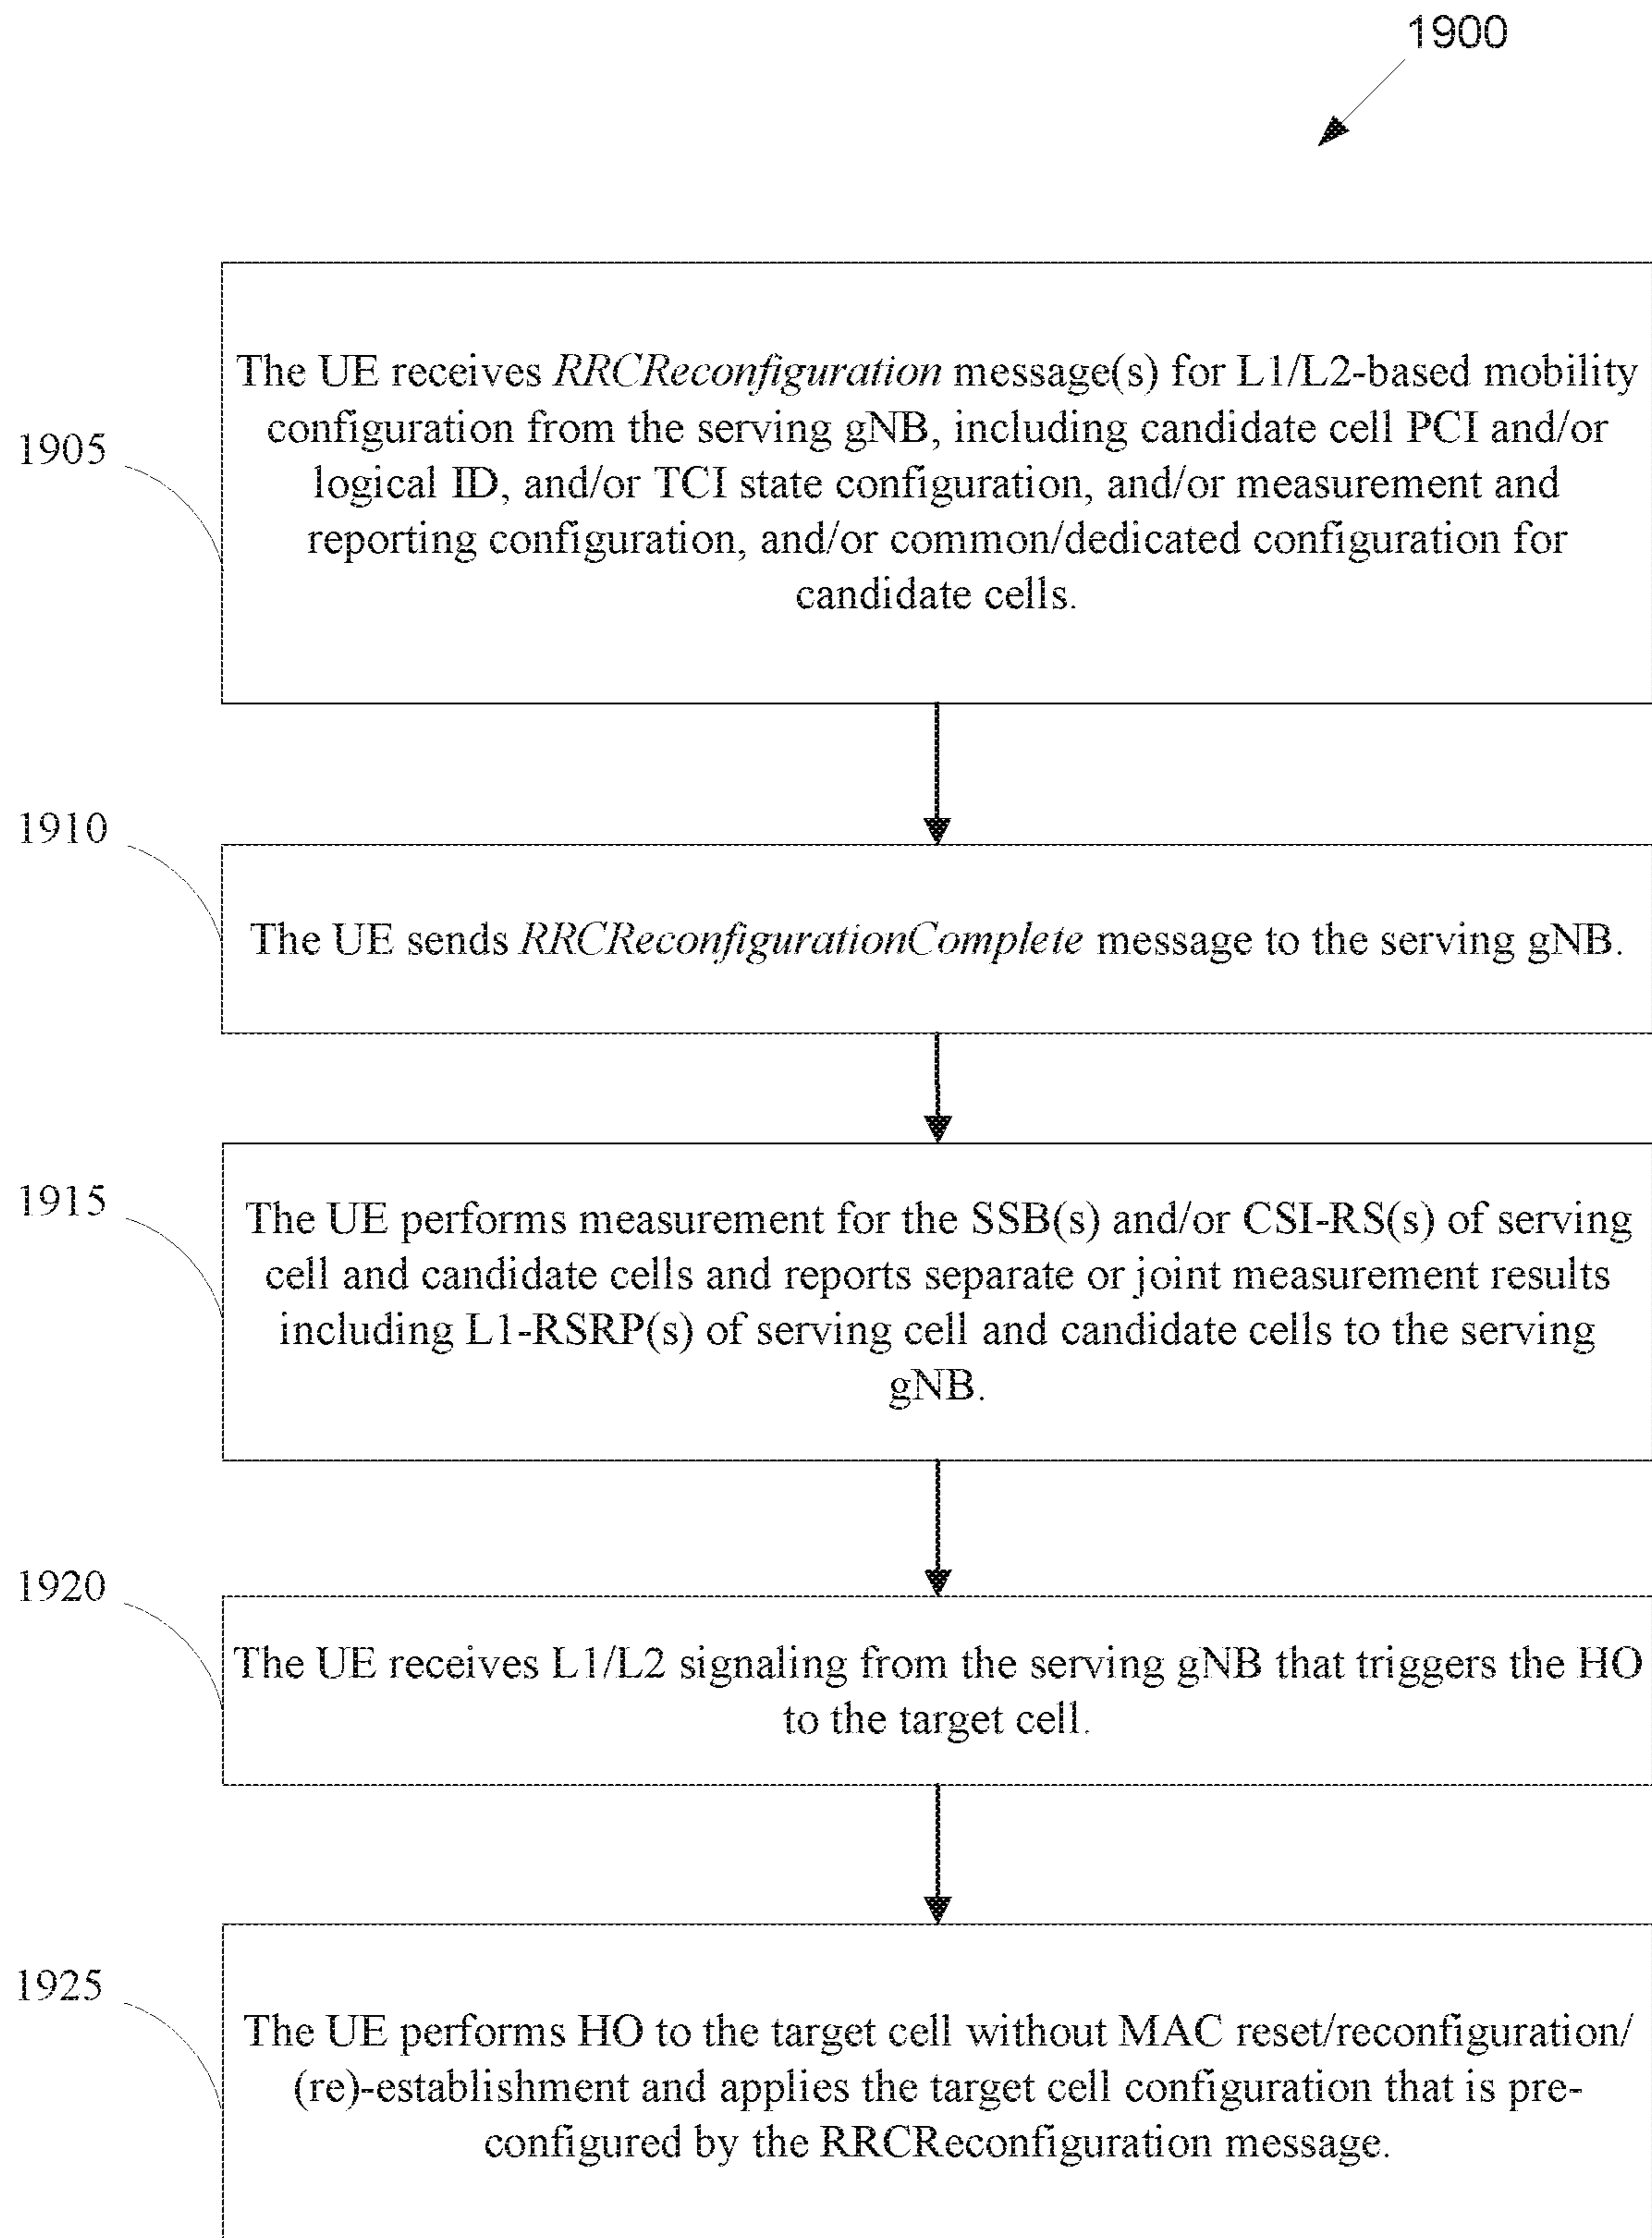 1900
1905
The UE receives RRCReconfiguration message(s) for L1/L2-based mobility
configuration from the serving gNB, including candidate cell PCI and/or
logical ID, and/or TCI state configuration, and/or measurement and
reporting configuration, and/or common/dedicated configuration for
candidate cells.
1910
The UE sends RRCReconfigurationComplete message to the serving gNB.
1915
The UE performs measurement for the SSB(s) and/or CSI-RS(s) of serving
cell and candidate cells and reports separate or joint measurement results
including L1-RSRP(s) of serving cell and candidate cells to the serving
gNB.
1920
The UE receives L1/L2 signaling from the serving gNB that triggers the HO
to the target cell.
1925
The UE performs HO to the target cell without MAC reset/reconfiguration/
(re)-establishment and applies the target cell configuration that is pre-
configured by the RRCReconfiguration message.